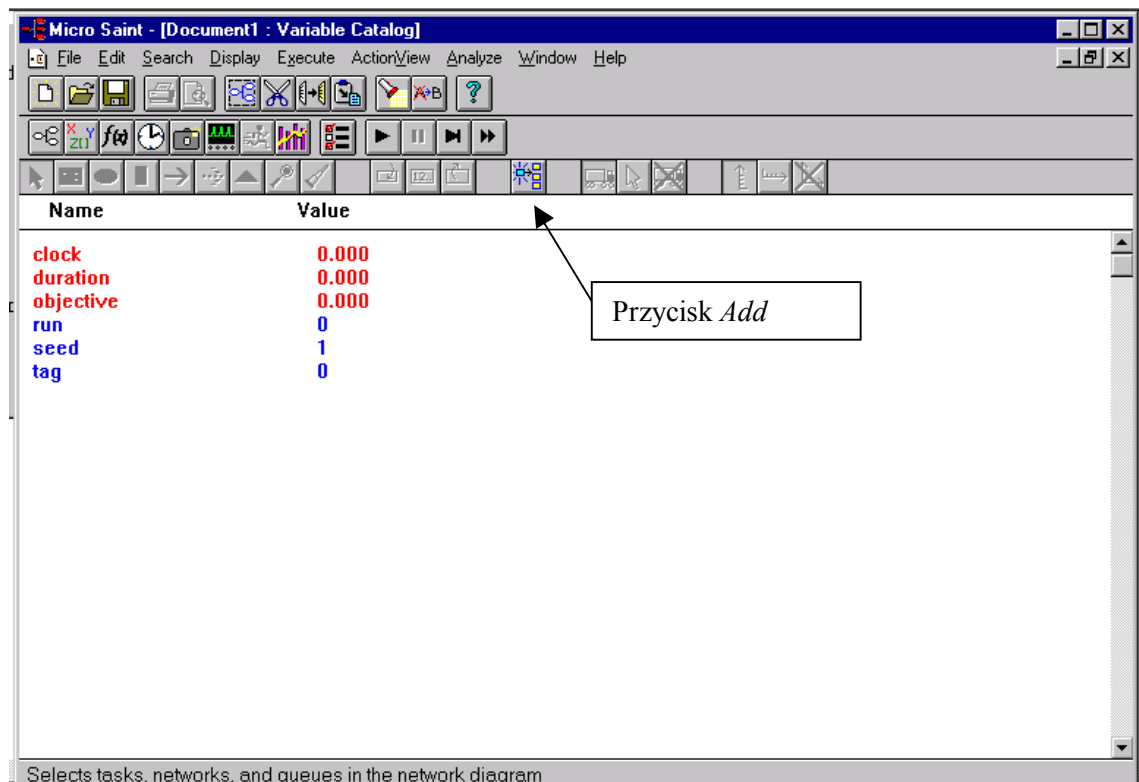 Micro Saint - [Document1 : Variable Catalog]
File Edit Search Display Execute ActionView Analyze Window Help
Name Value
clock 0.000
duration 0.000
objective 0.000
run 0
seed 1
tag 0
Przycisk Add
Selects tasks, networks, and queues in the network diagram